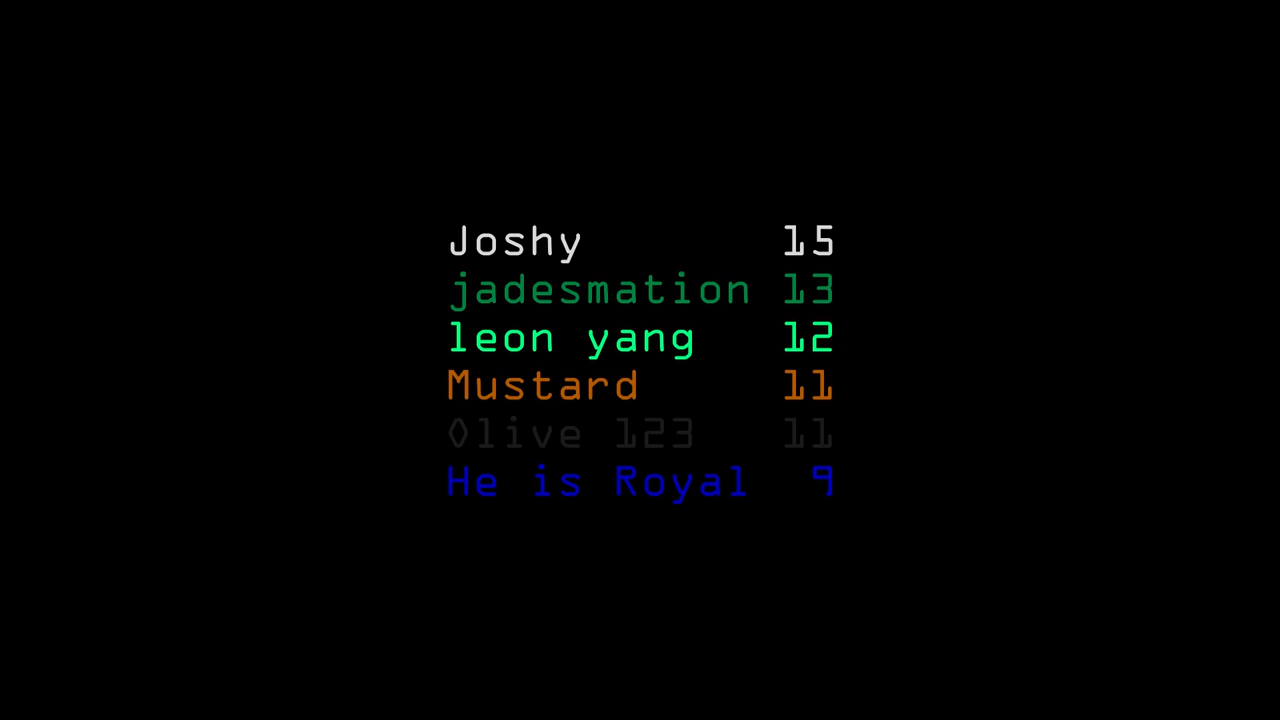 Joshy 15
jadesmation 13
leon yang 12
Mustard 11
Olive 123 11
He is Royal 9